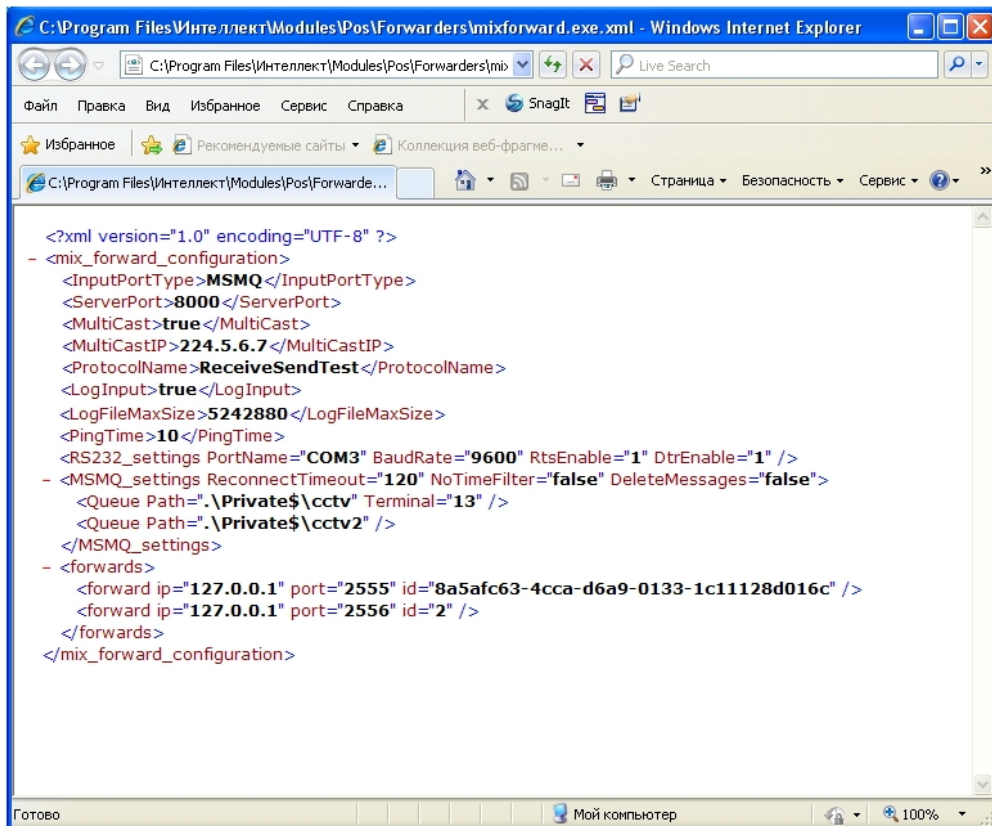 C:\Program Files\Интеллект\Modules\Pos\Forwarders\mixforward.exe.xml - Windows Internet Explorer
C:\Program Files\Интеллект\Modules\Pos\Forwarders\mi
Live Search
Файл Правка Вид Избранное Сервис Справка x SnagIt
Избранное Рекомендуемые сайты Коллекция веб-фрагме...
C:\Program Files\Интеллект\Modules\Pos\Forwarde... Страница Безопасность Сервис »
<?xml version="1.0" encoding="UTF-8" ?>
- <mix_forward_configuration>
<InputPortType>MSMQ</InputPortType>
<ServerPort>8000</ServerPort>
<MultiCast>true</MultiCast>
<MultiCastIP>224.5.6.7</MultiCastIP>
<ProtocolName>ReceiveSendTest</ProtocolName>
<LogInput>true</LogInput>
<LogFileMaxSize>5242880</LogFileMaxSize>
<PingTime>10</PingTime>
<RS232_settings PortName="COM3" BaudRate="9600" RtsEnable="1" DtrEnable="1" />
- <MSMQ_settings ReconnectTimeout="120" NoTimeFilter="false" DeleteMessages="false">
<Queue Path=".\Private$\cctv" Terminal="13" />
<Queue Path=".\Private$\cctv2" />
</MSMQ_settings>
- <forwards>
<forward ip="127.0.0.1" port="2555" id="8a5afc63-4cca-d6a9-0133-1c11128d016c" />
<forward ip="127.0.0.1" port="2556" id="2" />
</forwards>
</mix_forward_configuration>
Готово Мой компьютер 100%